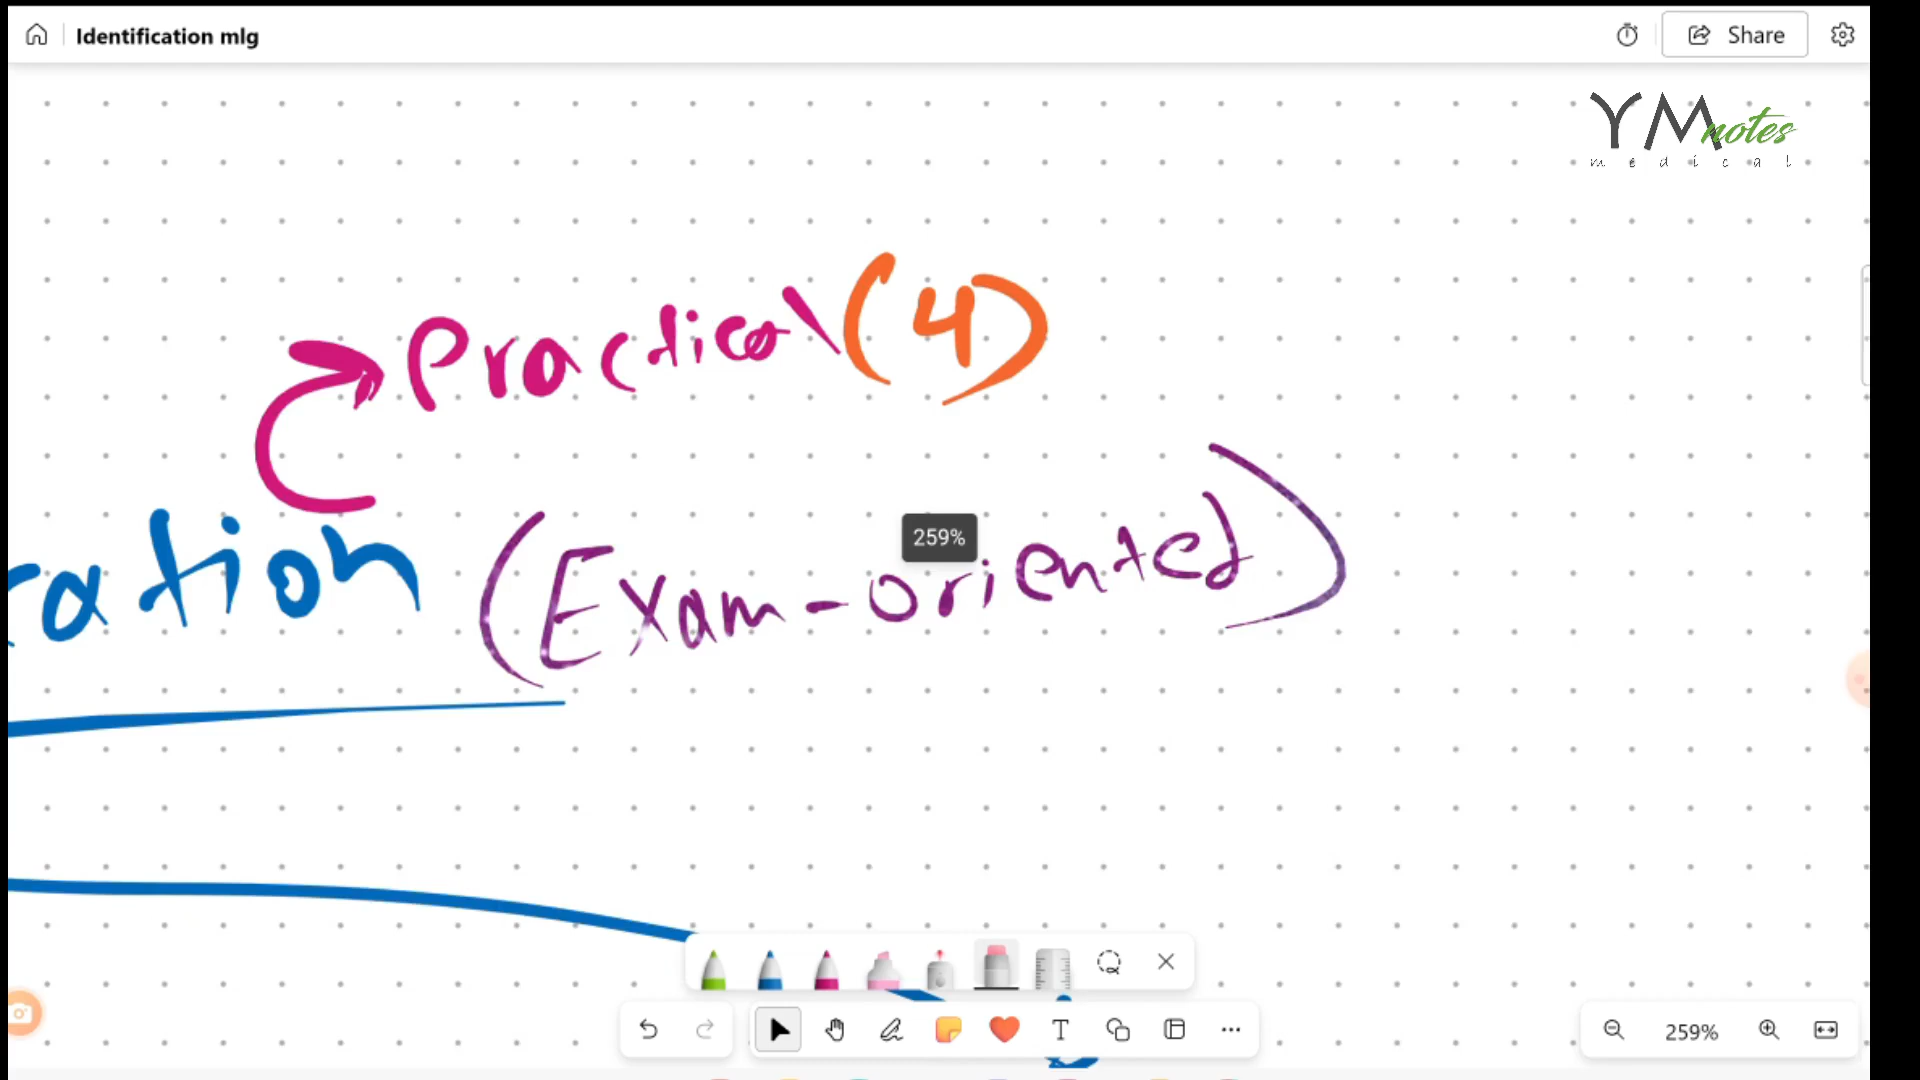 Identification mlg
Share
YM notes
medical
Practical (4)
ation (Exam-oriented)
259%
259%